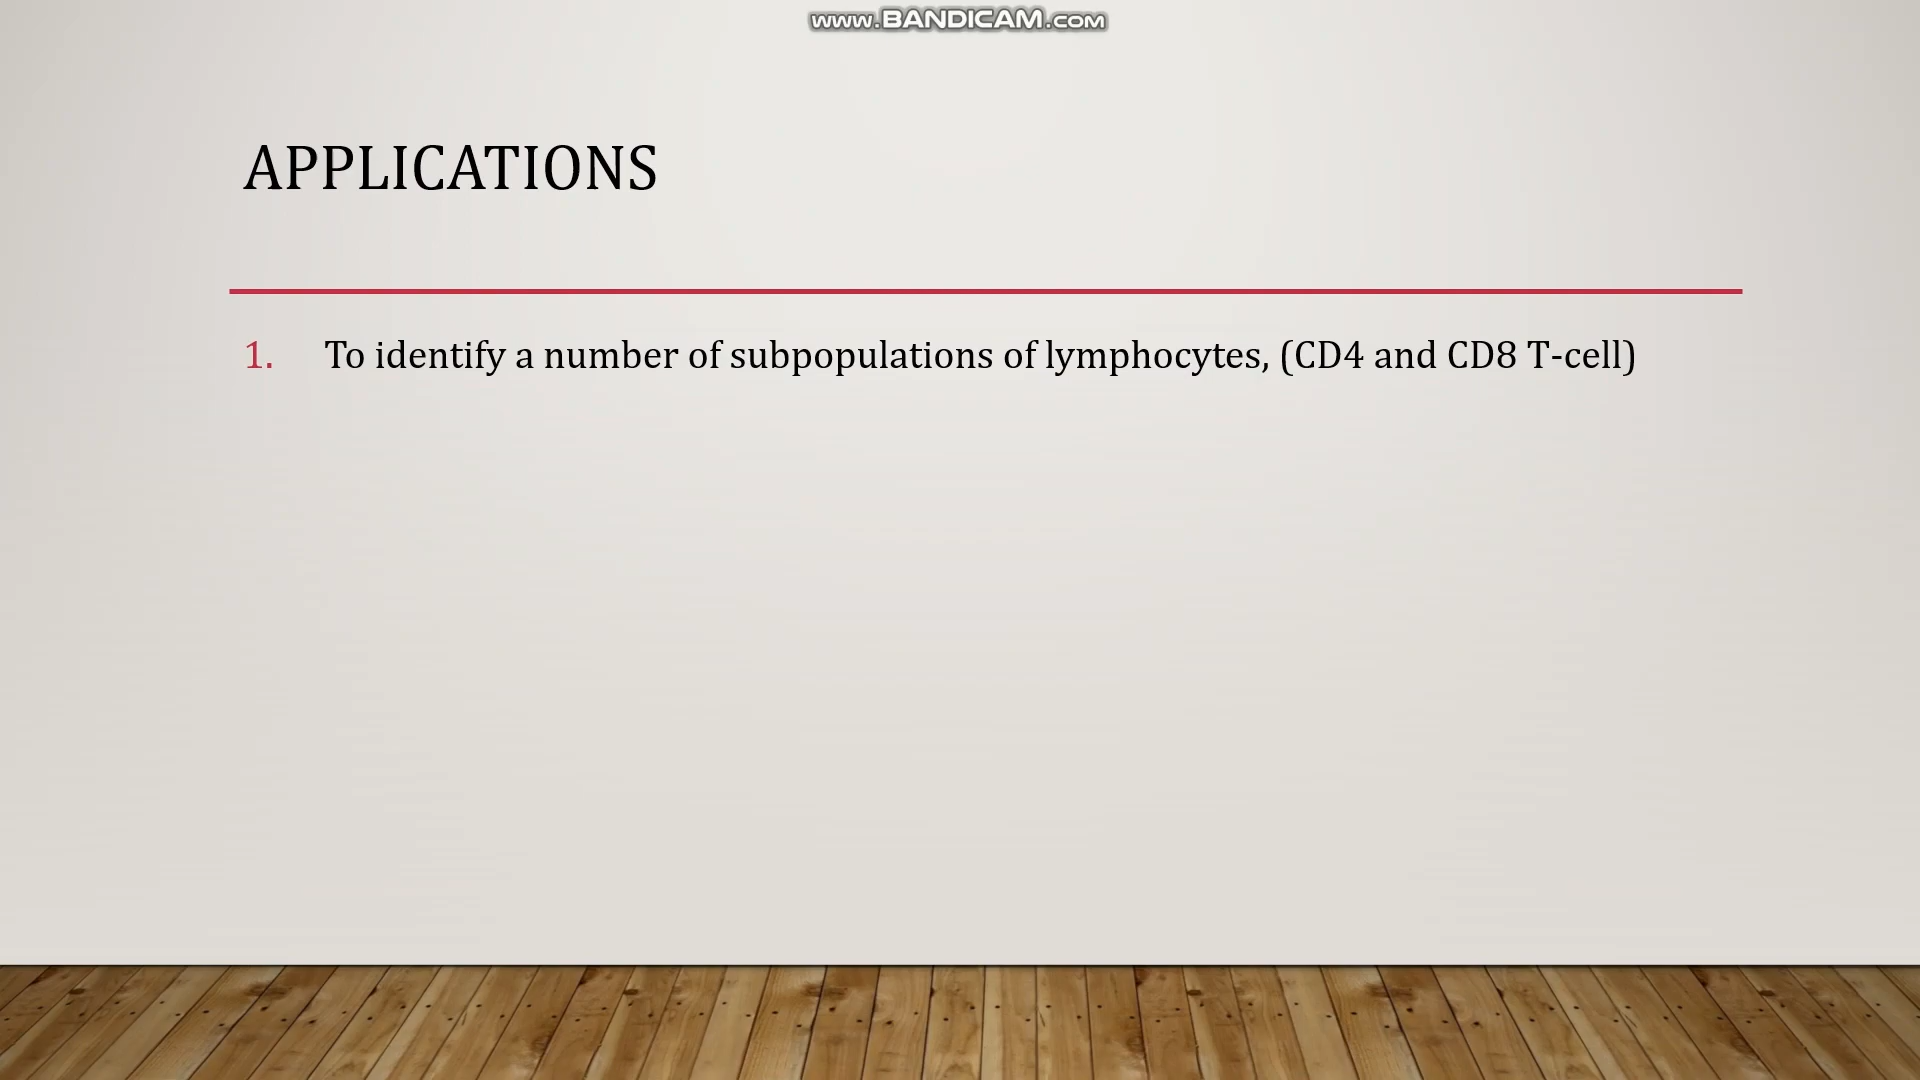 www.BANDICAM.com
APPLICATIONS
1. To identify a number of subpopulations of lymphocytes, (CD4 and CD8 T-cell)